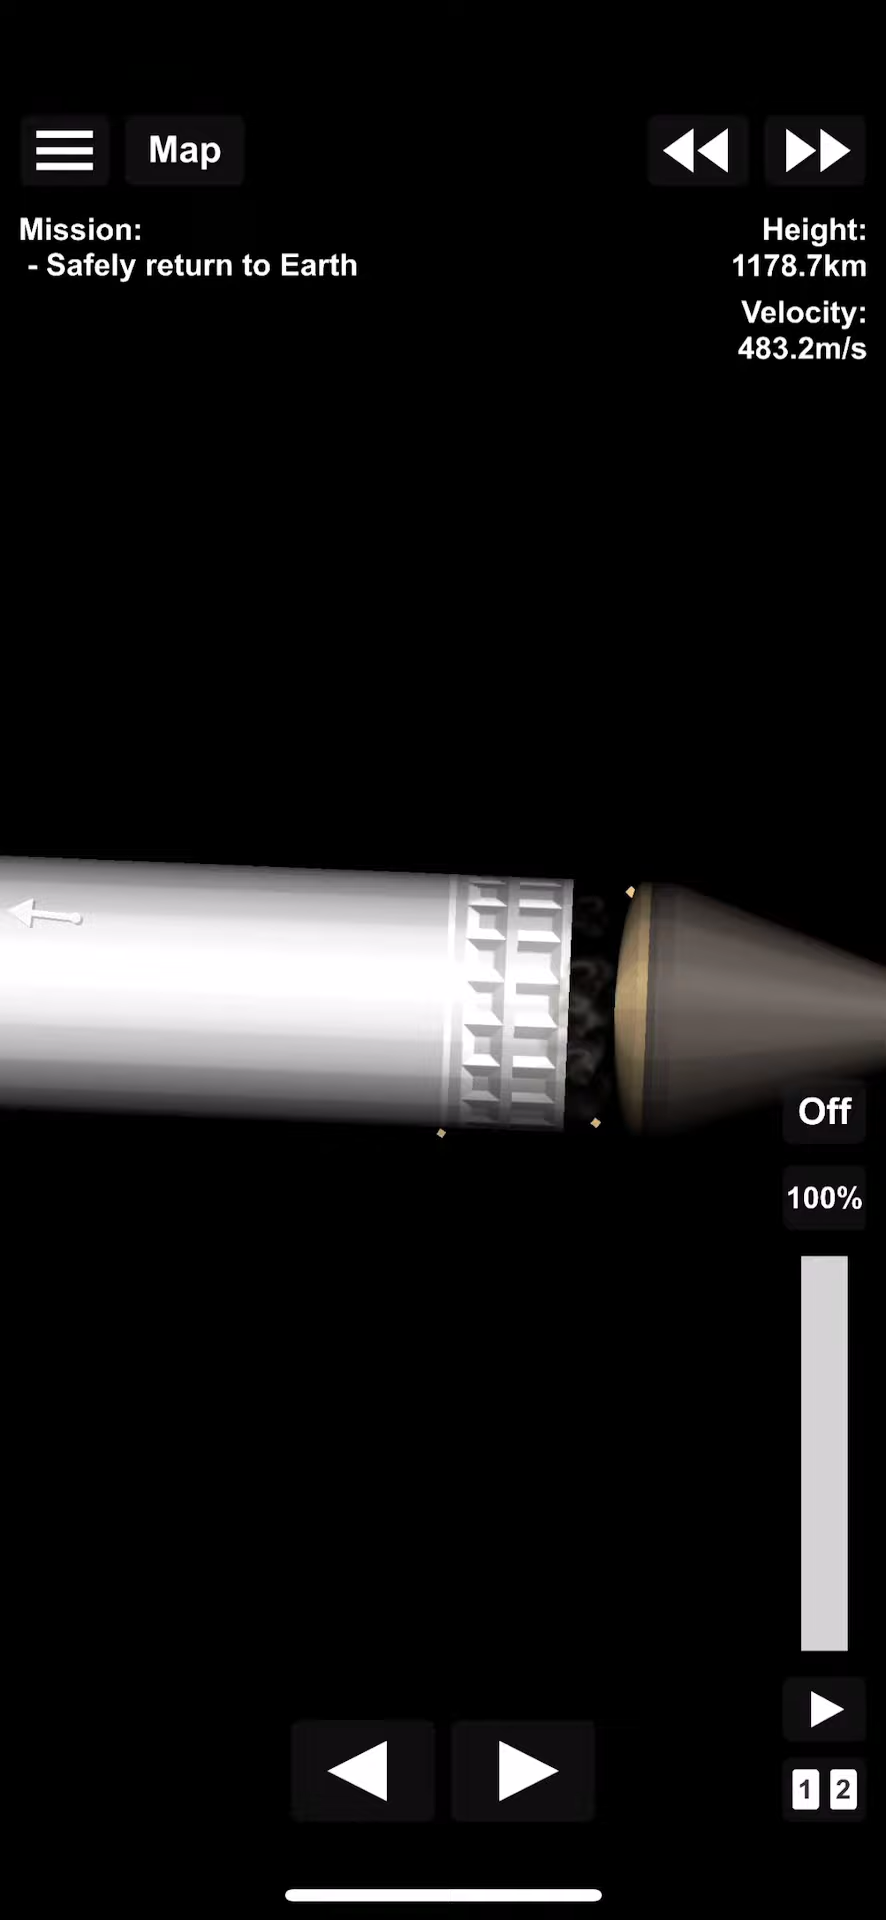 Map
Mission:
- Safely return to Earth
Height:
1178.7km
Velocity:
483.2m/s
Off
100%
1 2